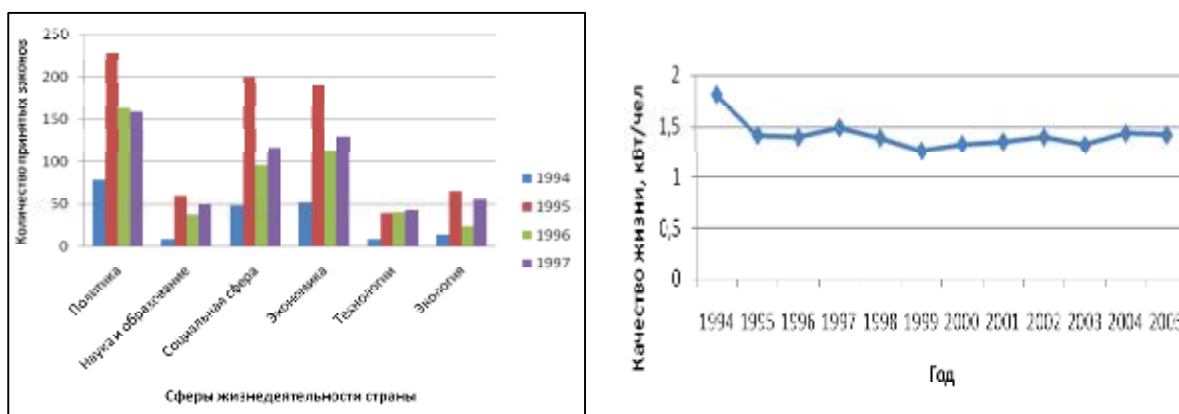 Количество принятых законов
250
200
150
100
50
0
Политика
Наука и образование
Социальная сфера
Экономика
Технологии
Экология
1994
1995
1996
1997
Сферы жизнедеятельности страны
Качество жизни, кВт/чел
2
1,5
1
0,5
0
1994 1995 1996 1997 1998 1999 2000 2001 2002 2003 2004 2005
Год